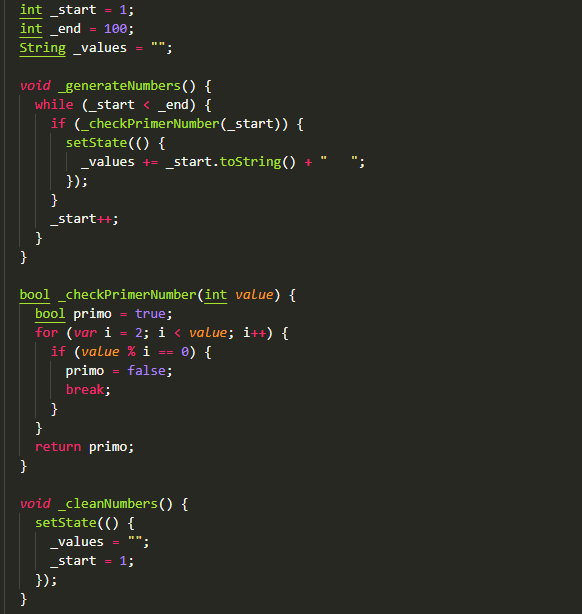 int _start = 1;
int _end = 100;
String _values = "";

void _generateNumbers() {
  while (_start < _end) {
    if (_checkPrimerNumber(_start)) {
      setState(() {
        _values += _start.toString() + "   ";
      });
    }
    _start++;
  }
}

bool _checkPrimerNumber(int value) {
  bool primo = true;
  for (var i = 2; i < value; i++) {
    if (value % i == 0) {
      primo = false;
      break;
    }
  }
  return primo;
}

void _cleanNumbers() {
  setState(() {
    _values = "";
    _start = 1;
  });
}